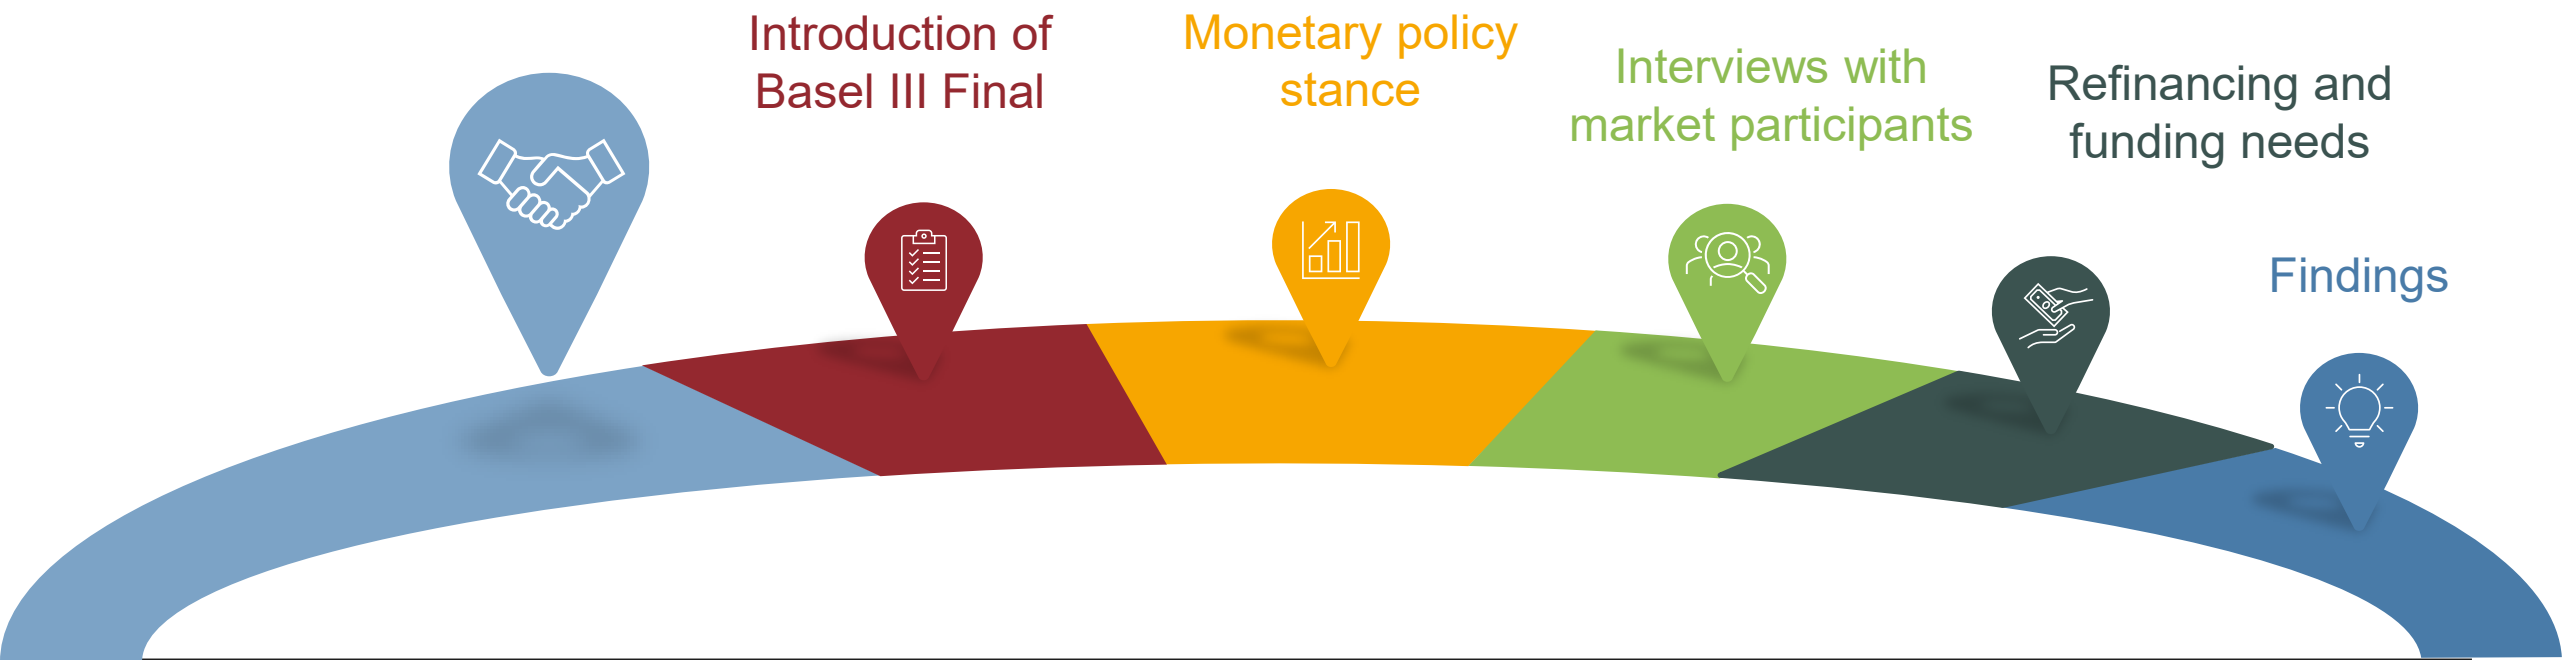 Introduction of
Basel III Final
Monetary policy
stance
Interviews with
market participants
Refinancing and
funding needs
Findings